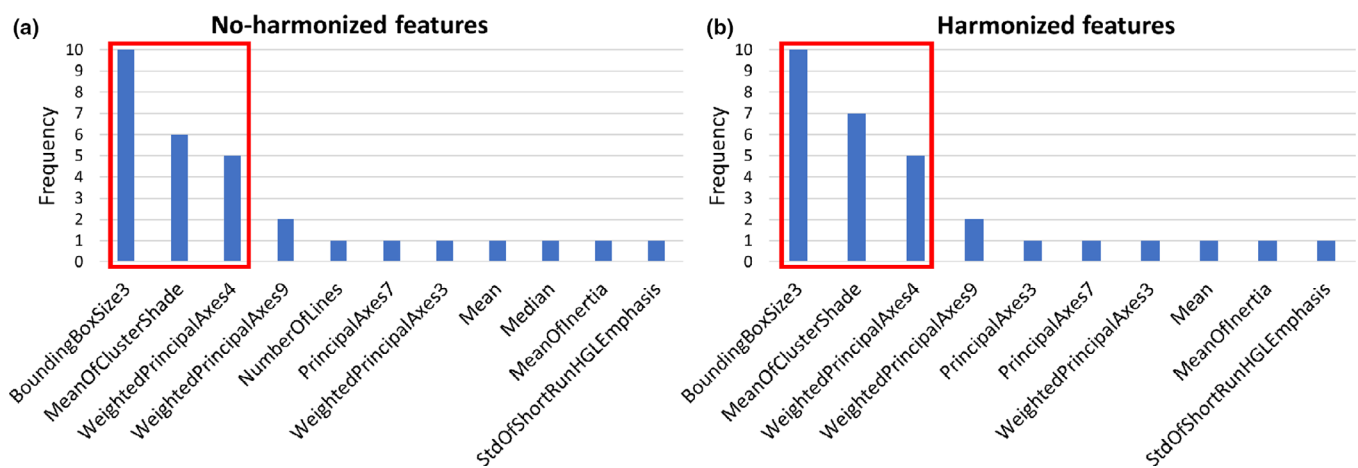 (a)
No-harmonized features
10
9
8
7
6
5
4
3
2
1
0
Frequency
BoundingBoxSize3
MeanOfClusterShade
WeightedPrincipalAxes4
WeightedPrincipalAxes9
NumberOfLines
PrincipalAxes7
WeightedPrincipalAxes3
Mean
Median
MeanOfInertia
StdOfShortRunHGLEmphasis
(b)
Harmonized features
10
9
8
7
6
5
4
3
2
1
0
Frequency
BoundingBoxSize3
MeanOfClusterShade
WeightedPrincipalAxes4
WeightedPrincipalAxes9
PrincipalAxes3
PrincipalAxes7
WeightedPrincipalAxes3
Mean
MeanOfInertia
StdOfShortRunHGLEmphasis